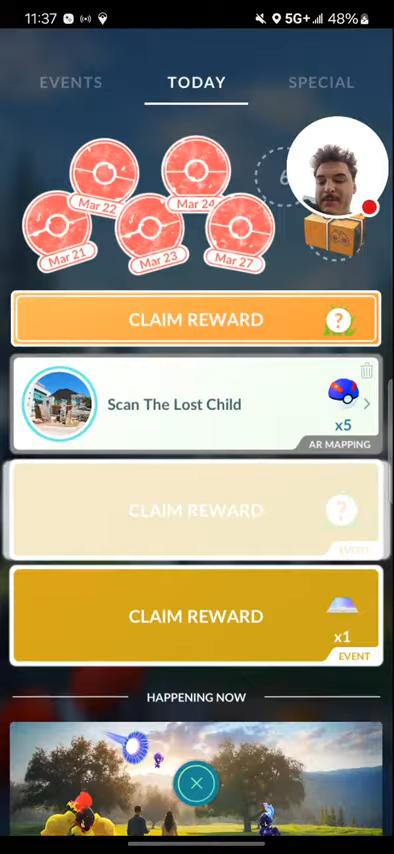 11:37
5G+ 48%
EVENTS
TODAY
SPECIAL
Mar 22
Mar 24
6
Mar 21
Mar 23
Mar 27
CLAIM REWARD
?
Scan The Lost Child
x5
AR MAPPING
CLAIM REWARD
?
EVENT
CLAIM REWARD
x1
EVENT
HAPPENING NOW